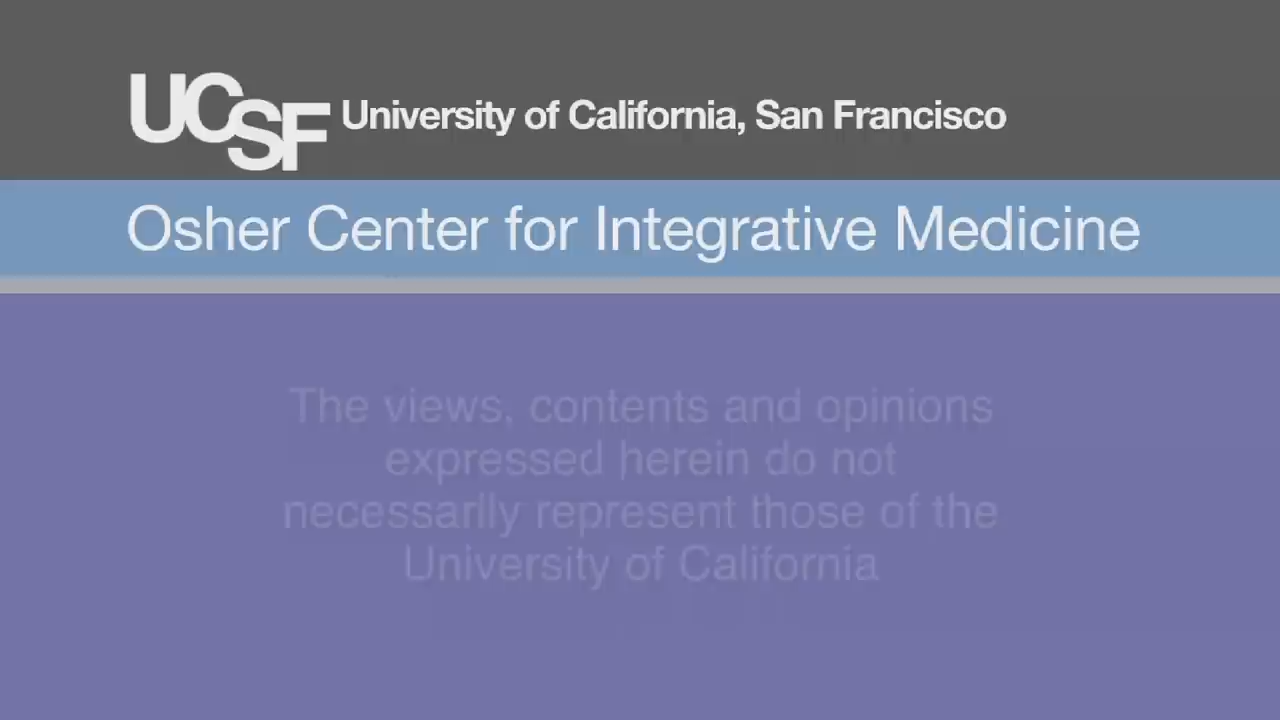 UCSF University of California, San Francisco
Osher Center for Integrative Medicine
The views, contents and opinions
expressed herein do not
necessarily represent those of the
University of California